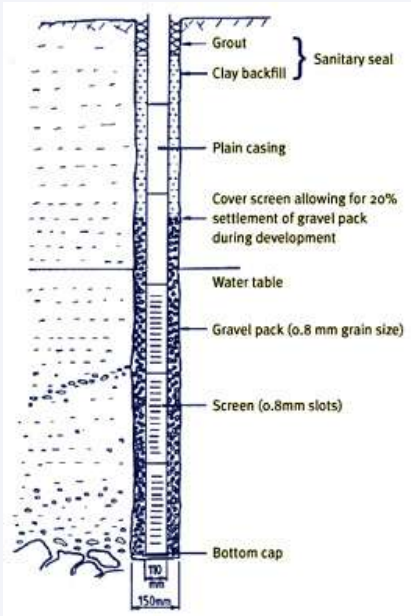 Grout
Sanitary seal
Clay backfill
Plain casing
Cover screen allowing for 20%
settlement of gravel pack
during development
Water table
Gravel pack (0.8 mm grain size)
Screen (0.8mm slots)
Bottom cap
110
mm
150mm